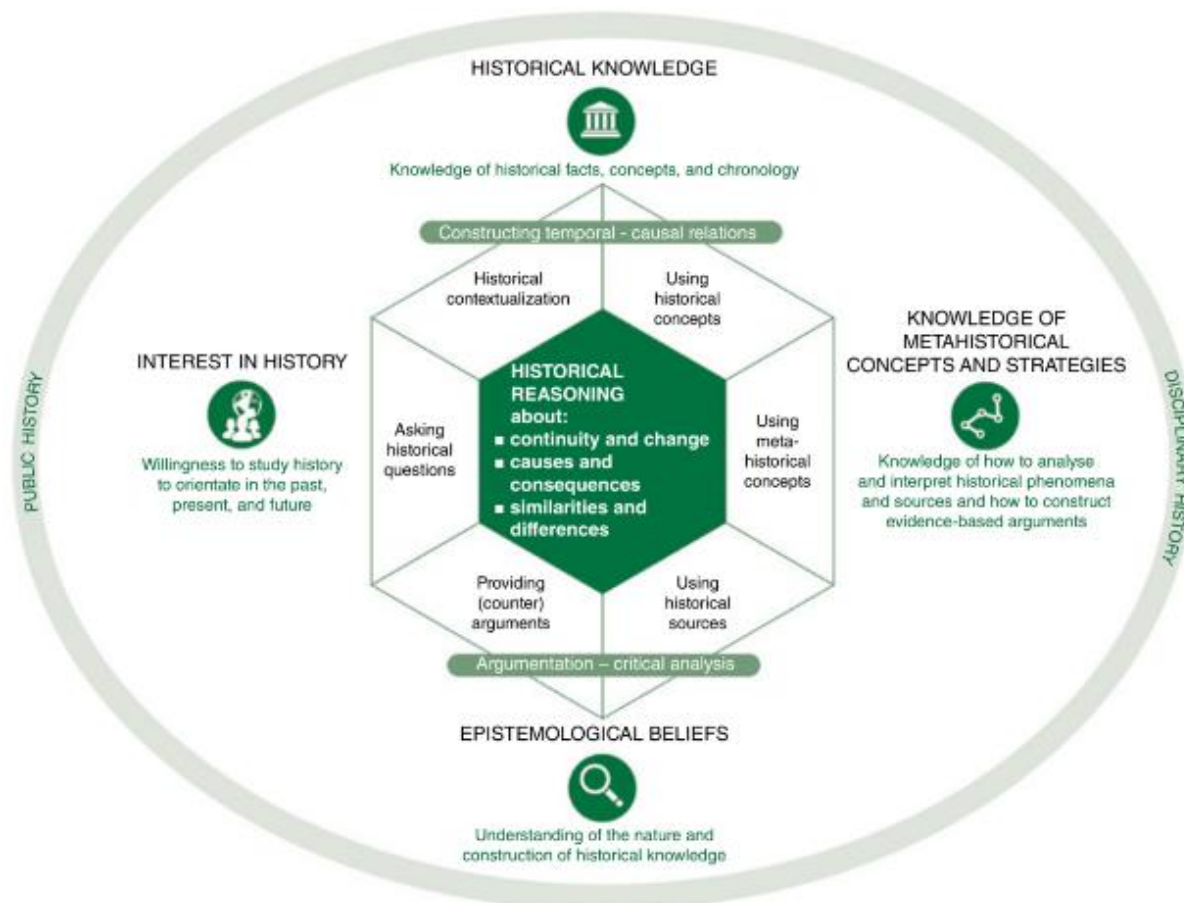 HISTORICAL KNOWLEDGE
Knowledge of historical facts, concepts, and chronology
Constructing temporal - causal relations
Historical
contextualization
Using
historical
concepts
PUBLIC HISTORY
INTEREST IN HISTORY
Willingness to study history
to orientate in the past,
present, and future
Asking
historical
questions
HISTORICAL
REASONING
about:
▪ continuity and change
▪ causes and
consequences
▪ similarities and
differences
Using
meta-
historical
concepts
KNOWLEDGE OF
METAHISTORICAL
CONCEPTS AND STRATEGIES
Knowledge of how to analyse
and interpret historical phenomena
and sources and how to construct
evidence-based arguments
DISCIPLINARY HISTORY
Providing
(counter)
arguments
Using
historical
sources
Argumentation – critical analysis
EPISTEMOLOGICAL BELIEFS
Understanding of the nature and
construction of historical knowledge